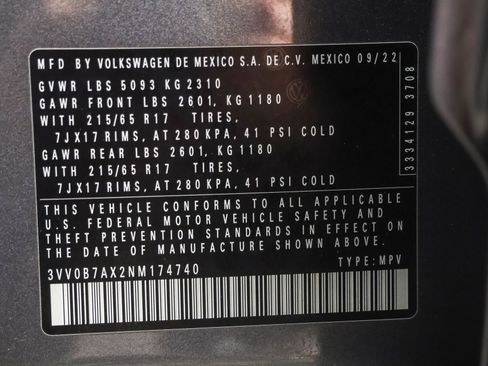 MFD BY VOLKSWAGEN DE MEXICO S.A. DE C.V. MEXICO 09/22
GVWR LBS 5093 KG 2310
GAWR FRONT LBS 2601, KG 1180
WITH 215/65 R17 TIRES,
7JX17 RIMS, AT 280 KPA, 41 PSI COLD
GAWR REAR LBS 2601, KG 1180
WITH 215/65 R17 TIRES,
7JX17 RIMS, AT 280 KPA, 41 PSI COLD
THIS VEHICLE CONFORMS TO ALL APPLICABLE
U.S. FEDERAL MOTOR VEHICLE SAFETY AND
THEFT PREVENTION STANDARDS IN EFFECT ON
THE DATE OF MANUFACTURE SHOWN ABOVE.
3VV0B7AX2NM174740 TYPE: MPV
3334129 3708